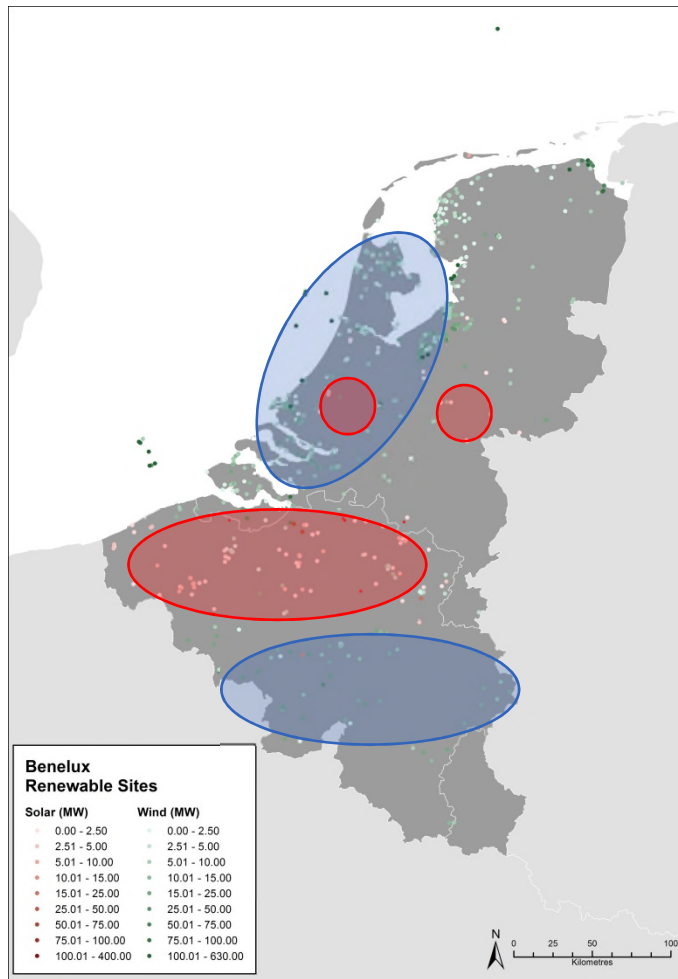 Benelux
Renewable Sites
Solar (MW) Wind (MW)
0.00 - 2.50 0.00 - 2.50
2.51 - 5.00 2.51 - 5.00
5.01 - 10.00 5.01 - 10.00
10.01 - 15.00 10.01 - 15.00
15.01 - 25.00 15.01 - 25.00
25.01 - 50.00 25.01 - 50.00
50.01 - 75.00 50.01 - 75.00
75.01 - 100.00 75.01 - 100.00
100.01 - 400.00 100.01 - 630.00
N
0 25 50 100
Kilometres